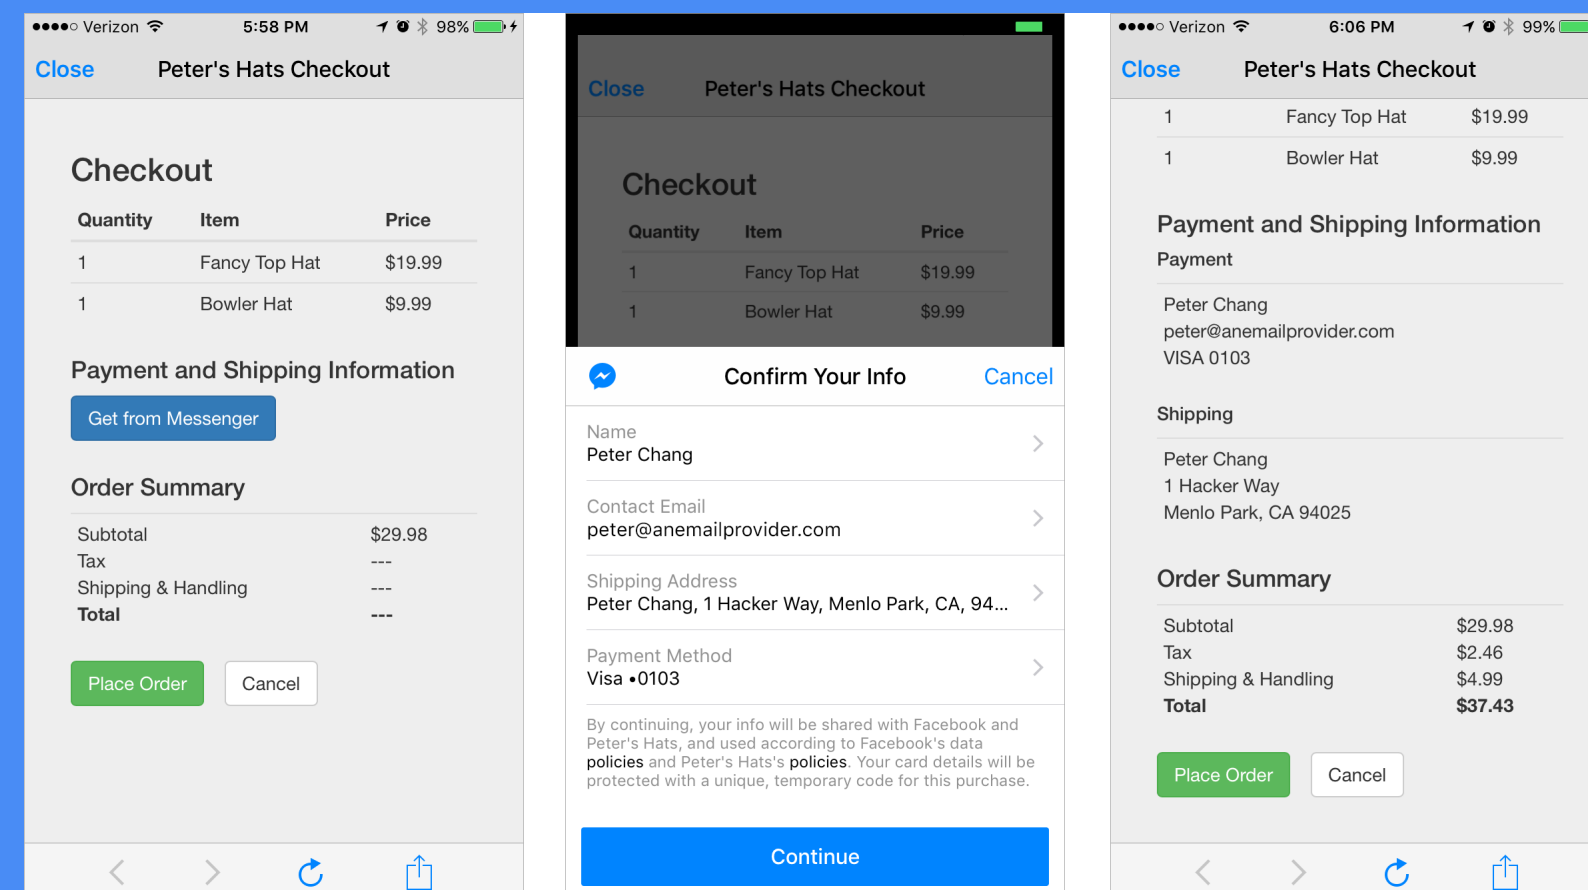 Verizon 5:58 PM 98%
Close Peter's Hats Checkout
Checkout
Quantity Item Price
1 Fancy Top Hat $19.99
1 Bowler Hat $9.99
Payment and Shipping Information
Get from Messenger
Order Summary
Subtotal $29.98
Tax ---
Shipping & Handling ---
Total ---
Place Order Cancel
Close Peter's Hats Checkout
Checkout
Quantity Item Price
1 Fancy Top Hat $19.99
1 Bowler Hat $9.99
Confirm Your Info Cancel
Name
Peter Chang
Contact Email
peter@anemailprovider.com
Shipping Address
Peter Chang, 1 Hacker Way, Menlo Park, CA, 94...
Payment Method
Visa •0103
By continuing, your info will be shared with Facebook and
Peter's Hats, and used according to Facebook's data
policies and Peter's Hats's policies. Your card details will be
protected with a unique, temporary code for this purchase.
Continue
Verizon 6:06 PM 99%
Close Peter's Hats Checkout
1 Fancy Top Hat $19.99
1 Bowler Hat $9.99
Payment and Shipping Information
Payment
Peter Chang
peter@anemailprovider.com
VISA 0103
Shipping
Peter Chang
1 Hacker Way
Menlo Park, CA 94025
Order Summary
Subtotal $29.98
Tax $2.46
Shipping & Handling $4.99
Total $37.43
Place Order Cancel